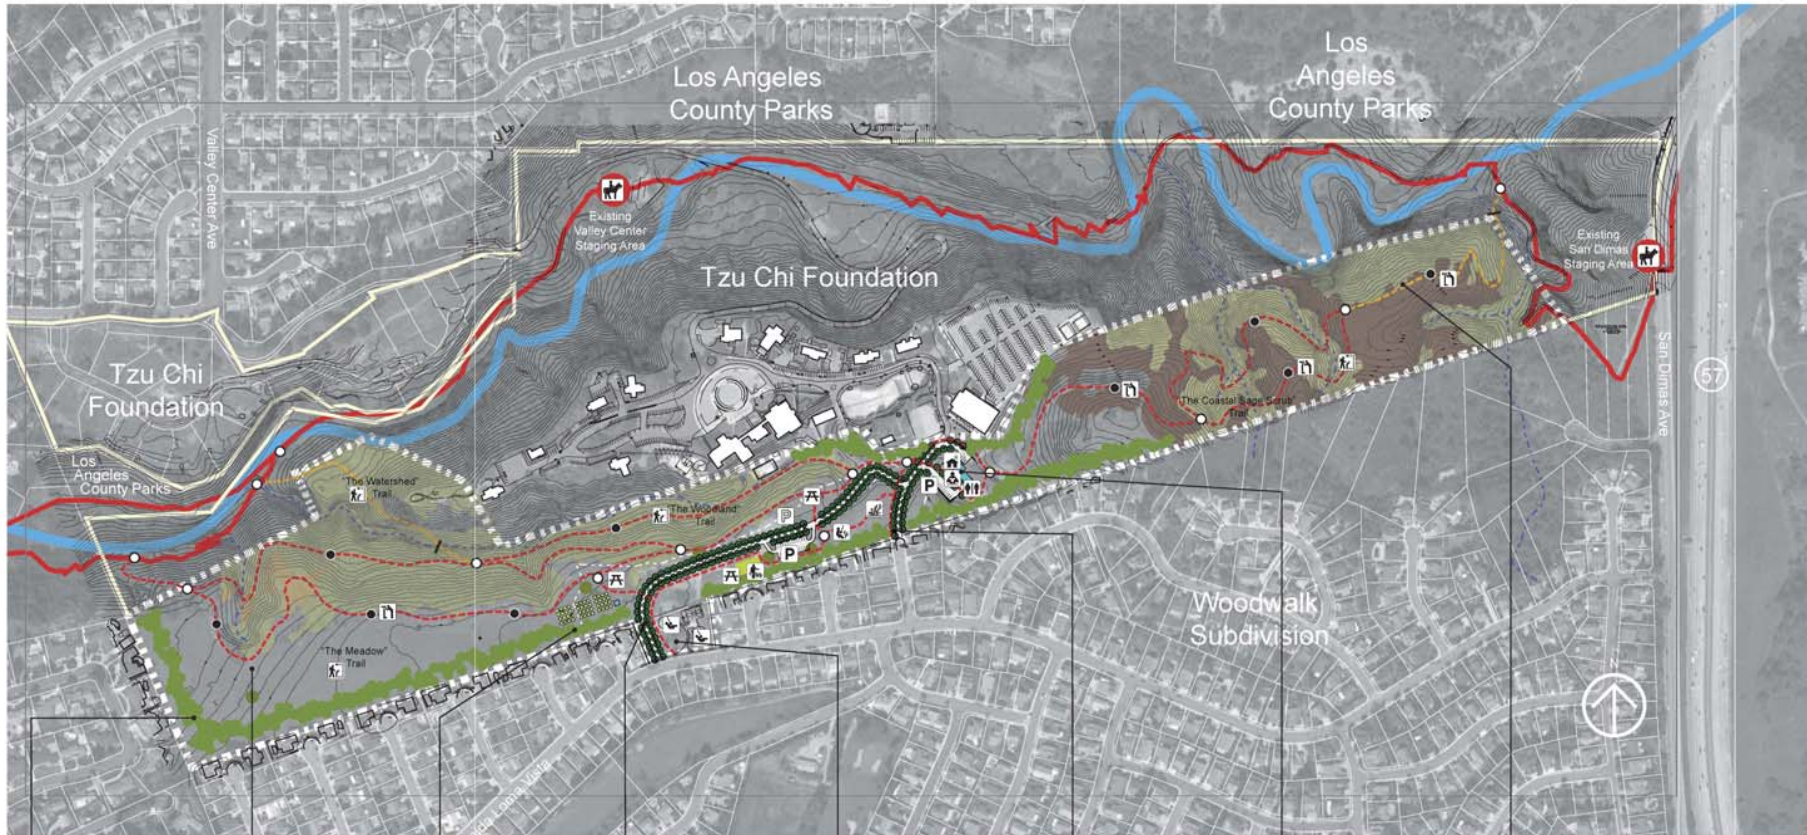 Los Angeles
County Parks
Los
Angeles
County Parks
Valley Center Ave
Existing
Valley Center
Staging Area
Tzu Chi Foundation
Existing
San Dimas
Staging Area
San Dimas Ave
57
Tzu Chi
Foundation
"The Coastal Sage Scrub"
Trail
Los
Angeles
County Parks
"The Watershed"
Trail
"The Woodland"
Trail
P
P
P
Woodwalk
Subdivision
"The Meadow"
Trail
N
Loma Vista